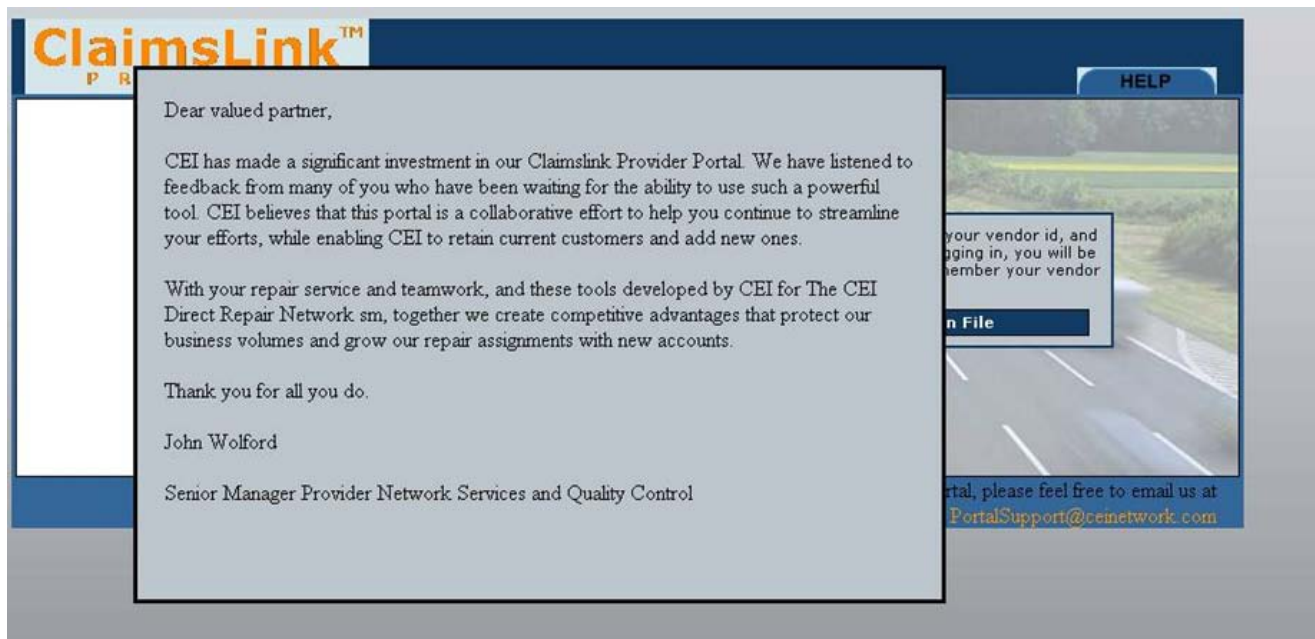 ClaimsLink™
P R
HELP
Dear valued partner,
CEI has made a significant investment in our Claimslink Provider Portal. We have listened to
feedback from many of you who have been waiting for the ability to use such a powerful
tool. CEI believes that this portal is a collaborative effort to help you continue to streamline
your efforts, while enabling CEI to retain current customers and add new ones.
With your repair service and teamwork, and these tools developed by CEI for The CEI
Direct Repair Network sm, together we create competitive advantages that protect our
business volumes and grow our repair assignments with new accounts.
Thank you for all you do.
John Wolford
Senior Manager Provider Network Services and Quality Control
your vendor id, and
gging in, you will be
ember your vendor
n File
rtal, please feel free to email us at
PortalSupport@ceinetwork.com